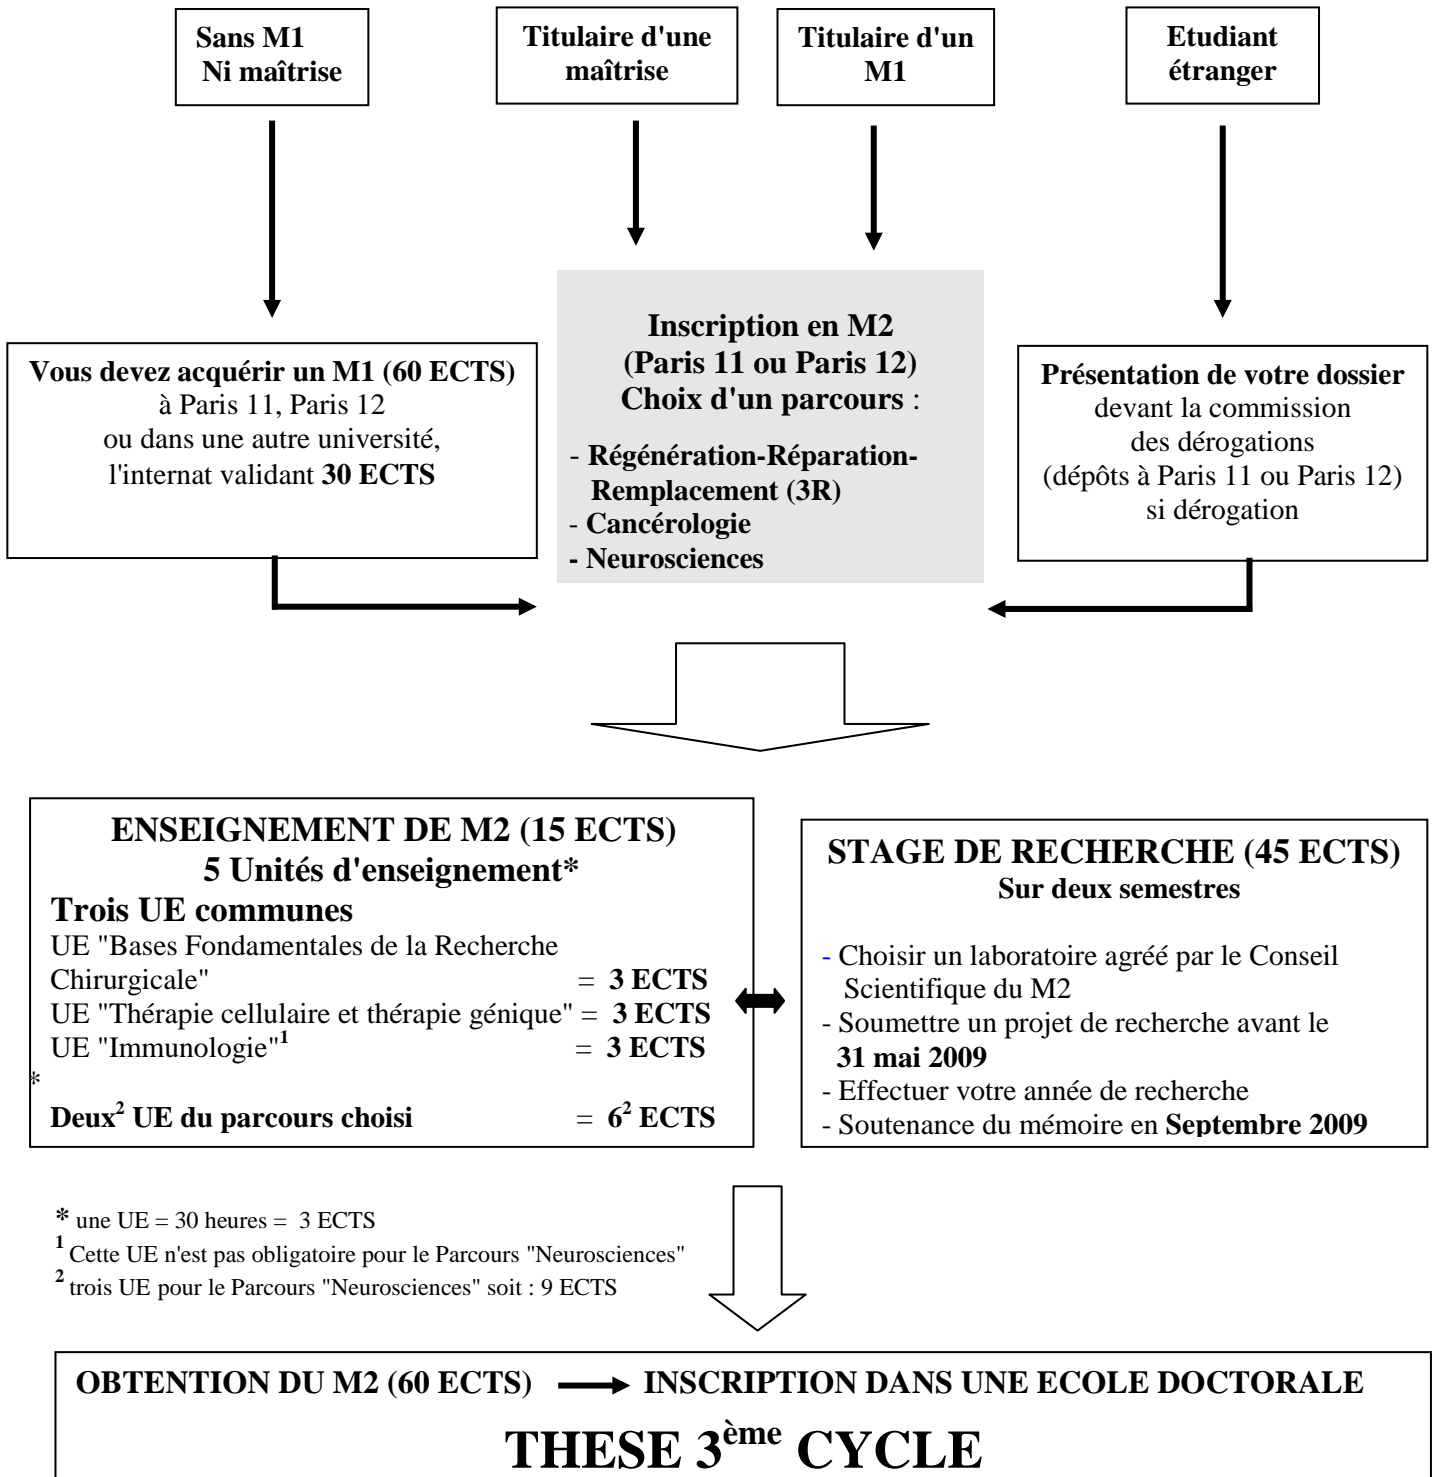 Sans M1
Ni maîtrise
Titulaire d'une
maîtrise
Titulaire d'un
M1
Etudiant
étranger
Vous devez acquérir un M1 (60 ECTS)
à Paris 11, Paris 12
ou dans une autre université,
l'internat validant 30 ECTS
Inscription en M2
(Paris 11 ou Paris 12)
Choix d'un parcours :
- Régénération-Réparation-
Remplacement (3R)
- Cancérologie
- Neurosciences
Présentation de votre dossier
devant la commission
des dérogations
(dépôts à Paris 11 ou Paris 12)
si dérogation
ENSEIGNEMENT DE M2 (15 ECTS)
5 Unités d'enseignement*
Trois UE communes
UE "Bases Fondamentales de la Recherche
Chirurgicale" = 3 ECTS
UE "Thérapie cellulaire et thérapie génique" = 3 ECTS
UE "Immunologie"¹ = 3 ECTS
*
Deux² UE du parcours choisi = 6² ECTS
STAGE DE RECHERCHE (45 ECTS)
Sur deux semestres
- Choisir un laboratoire agréé par le Conseil
Scientifique du M2
- Soumettre un projet de recherche avant le
31 mai 2009
- Effectuer votre année de recherche
- Soutenance du mémoire en Septembre 2009
* une UE = 30 heures = 3 ECTS
¹ Cette UE n'est pas obligatoire pour le Parcours "Neurosciences"
² trois UE pour le Parcours "Neurosciences" soit : 9 ECTS
OBTENTION DU M2 (60 ECTS) → INSCRIPTION DANS UNE ECOLE DOCTORALE
THESE 3ème CYCLE